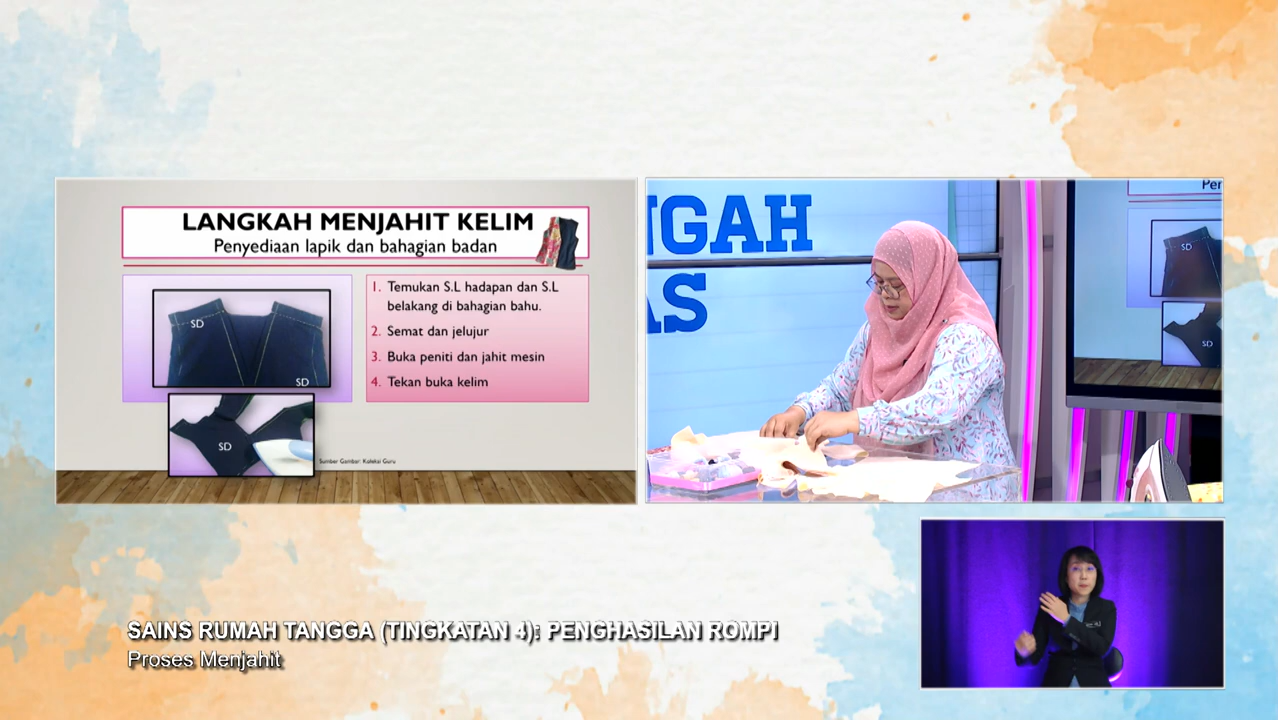 LANGKAH MENJAHIT KELIM
Penyediaan lapik dan bahagian badan
SD
SD
SD
1. Temukan S.L hadapan dan S.L
belakang di bahagian bahu.
2. Semat dan jelujur
3. Buka peniti dan jahit mesin
4. Tekan buka kelim
Sumber Gambar: Koleksi Guru
NGAH
AS
Per
SD
SD
SAINS RUMAH TANGGA (TINGKATAN 4): PENGHASILAN ROMPI
Proses Menjahit